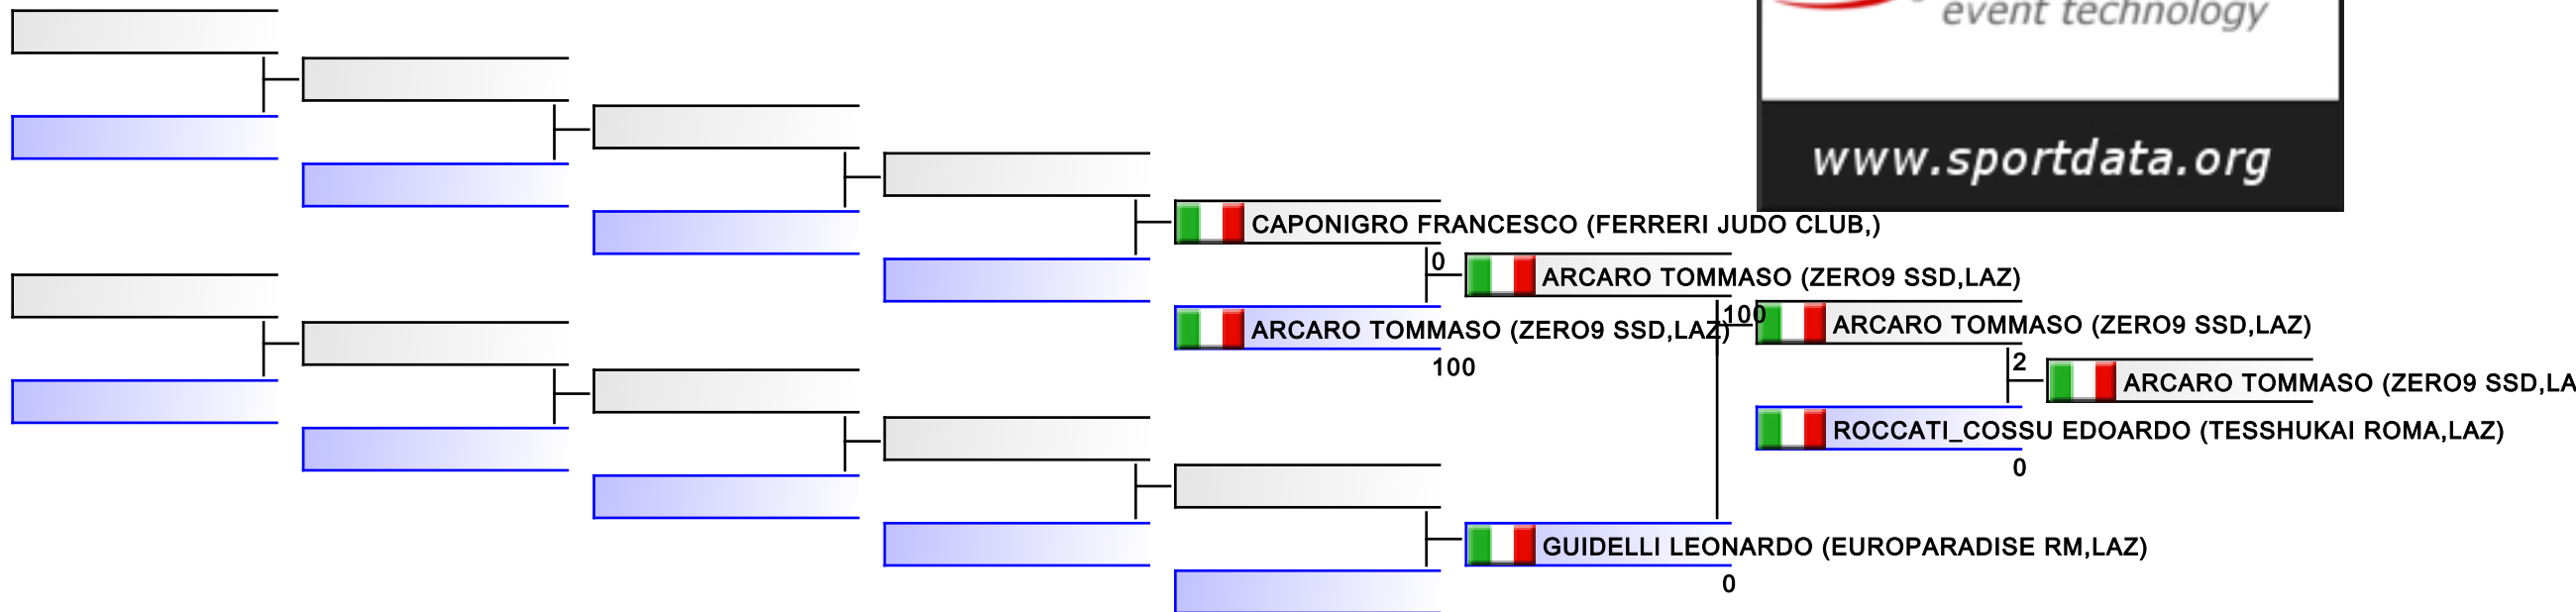 event technology
www.sportdata.org
CAPONIGRO FRANCESCO (FERRERI JUDO CLUB,)
0
ARCARO TOMMASO (ZERO9 SSD,LAZ)
100
ARCARO TOMMASO (ZERO9 SSD,LAZ)
ARCARO TOMMASO (ZERO9 SSD,LAZ)
100
2
ARCARO TOMMASO (ZERO9 SSD,LA
ROCCATI_COSSU EDOARDO (TESSHUKAI ROMA,LAZ)
0
GUIDELLI LEONARDO (EUROPARADISE RM,LAZ)
0